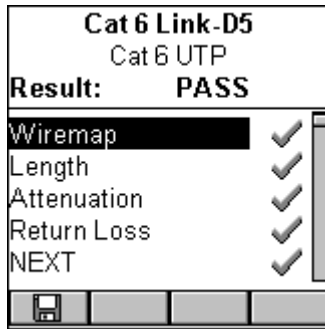 Cat 6 Link-D5
Cat 6 UTP
Result: PASS
Wiremap
Length
Attenuation
Return Loss
NEXT